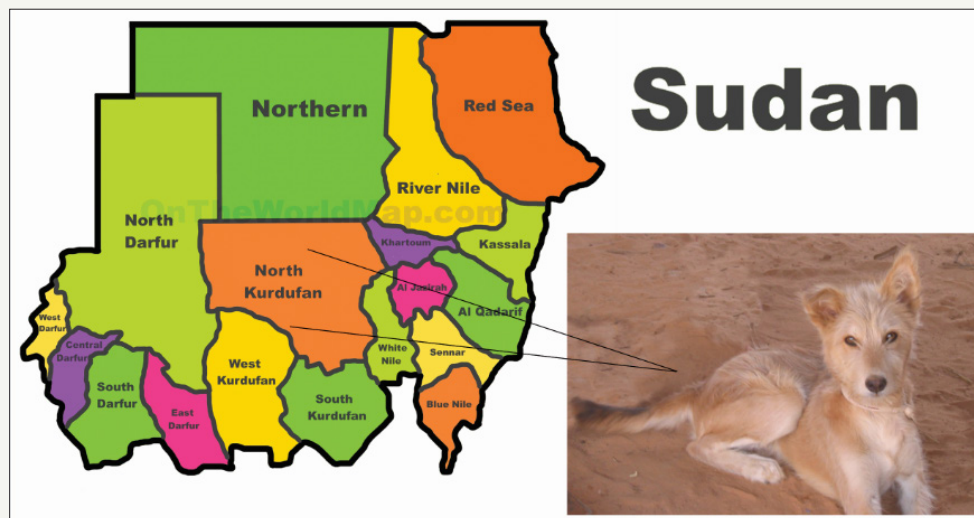 Sudan
Northern
Red Sea
River Nile
OnTheWorldMap.com
North
Darfur
Khartoum
Kassala
North
Kurdufan
Al Jazirah
Al Qadarif
West
Darfur
Central
Darfur
White
Nile
Sennar
West
Kurdufan
South
Darfur
South
Kurdufan
East
Darfur
Blue Nile